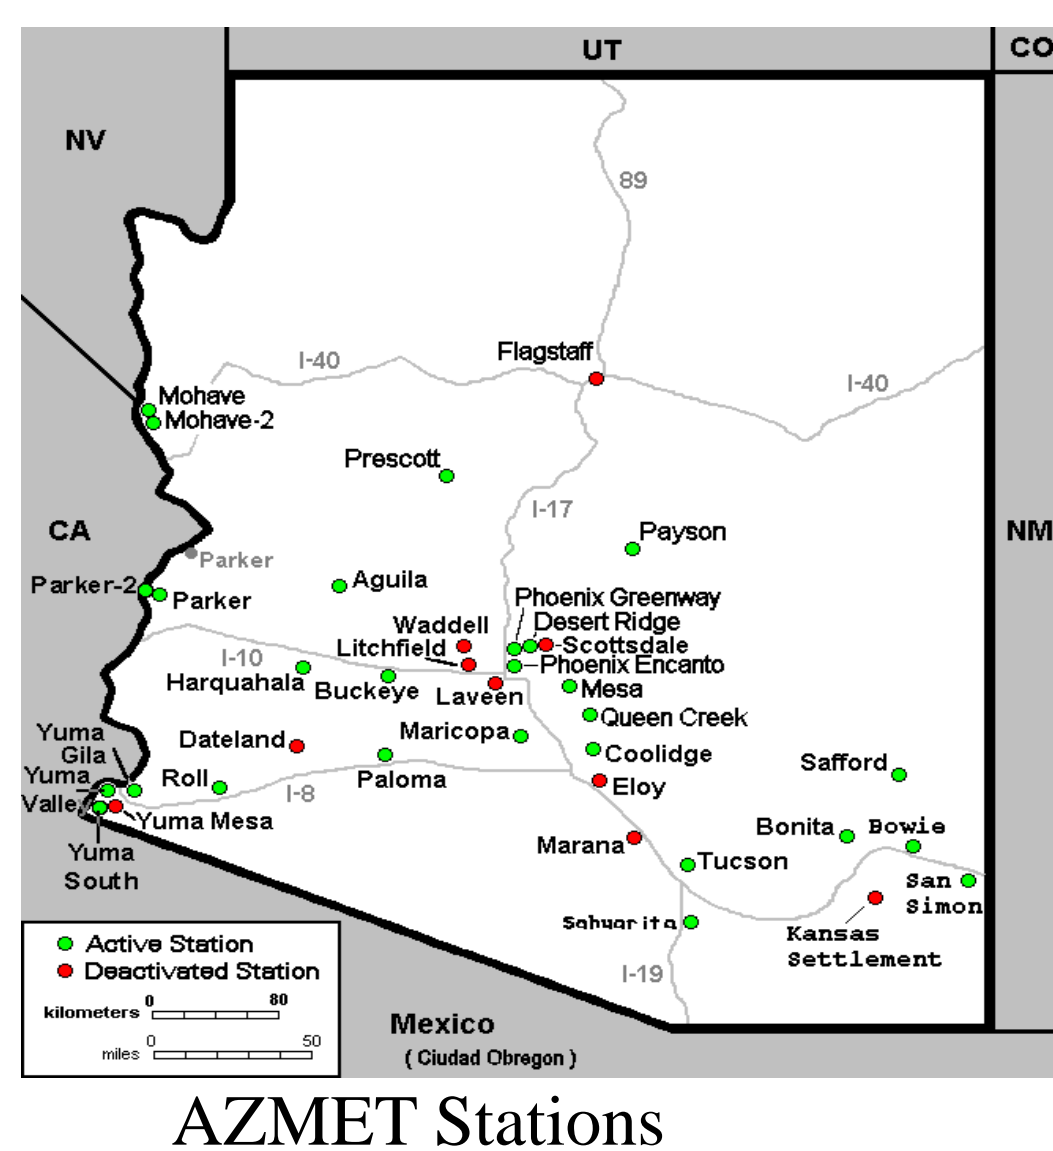 UT
CO
NV
89
Flagstaff
I-40
I-40
Mohave
Mohave-2
Prescott
I-17
CA
Payson
NM
Parker
Parker-2
Parker
Aguila
Phoenix Greenway
Waddell
Desert Ridge
Litchfield
Scottsdale
I-10
Phoenix Encanto
Harquahala
Buckeye
Laveen
Mesa
Queen Creek
Yuma
Gila
Dateland
Maricopa
Coolidge
Yuma
Valley
Roll
Paloma
Safford
I-8
Eloy
Yuma Mesa
Bonita
Bowie
Marana
Yuma
South
Tucson
San
Simon
Sahuarita
Kansas
Settlement
Active Station
Deactivated Station
I-19
0 80
kilometers
Mexico
0 50
miles
( Ciudad Obregon )
AZMET Stations